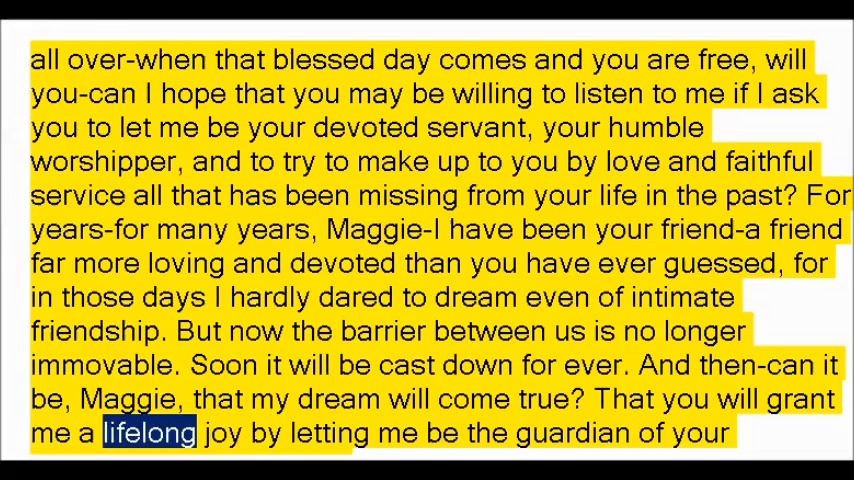 all over-when that blessed day comes and you are free, will
you-can I hope that you may be willing to listen to me if I ask
you to let me be your devoted servant, your humble
worshipper, and to try to make up to you by love and faithful
service all that has been missing from your life in the past? For
years-for many years, Maggie-I have been your friend-a friend
far more loving and devoted than you have ever guessed, for
in those days I hardly dared to dream even of intimate
friendship. But now the barrier between us is no longer
immovable. Soon it will be cast down for ever. And then-can it
be, Maggie, that my dream will come true? That you will grant
me a lifelong joy by letting me be the guardian of your